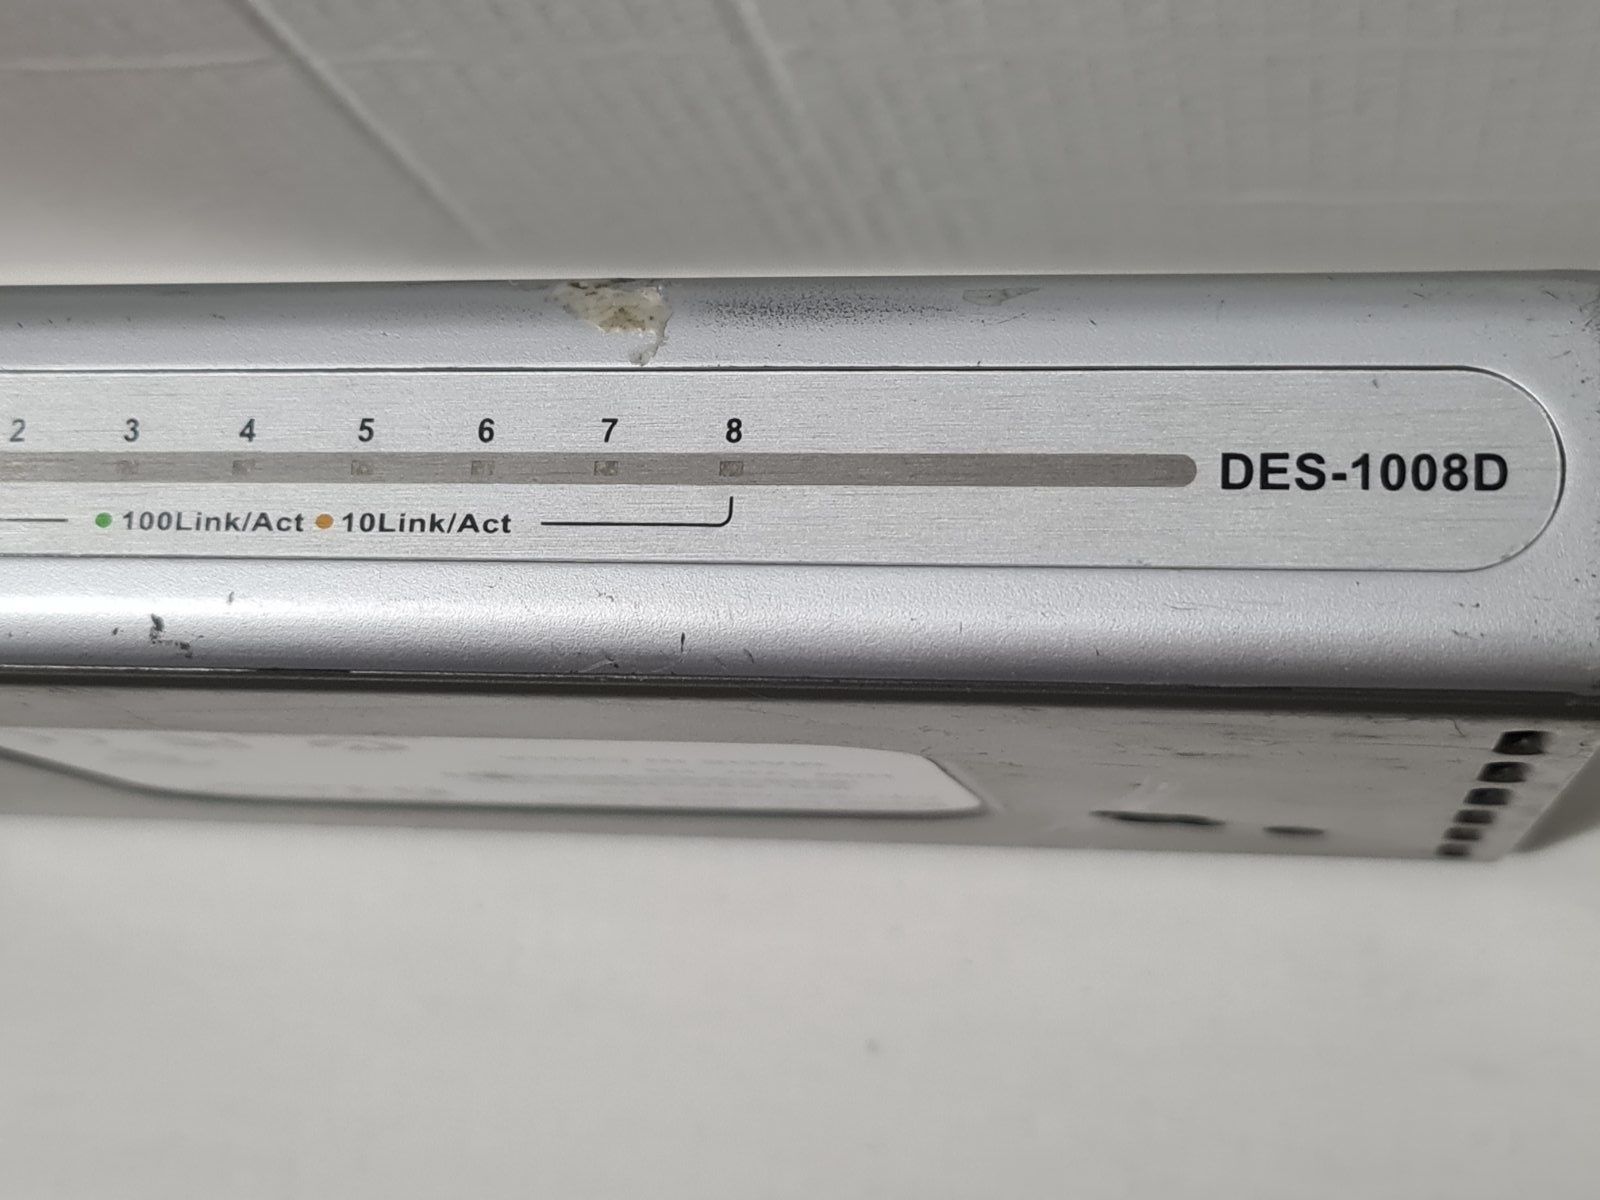 2 3 4 5 6 7 8
DES-1008D
100Link/Act 10Link/Act